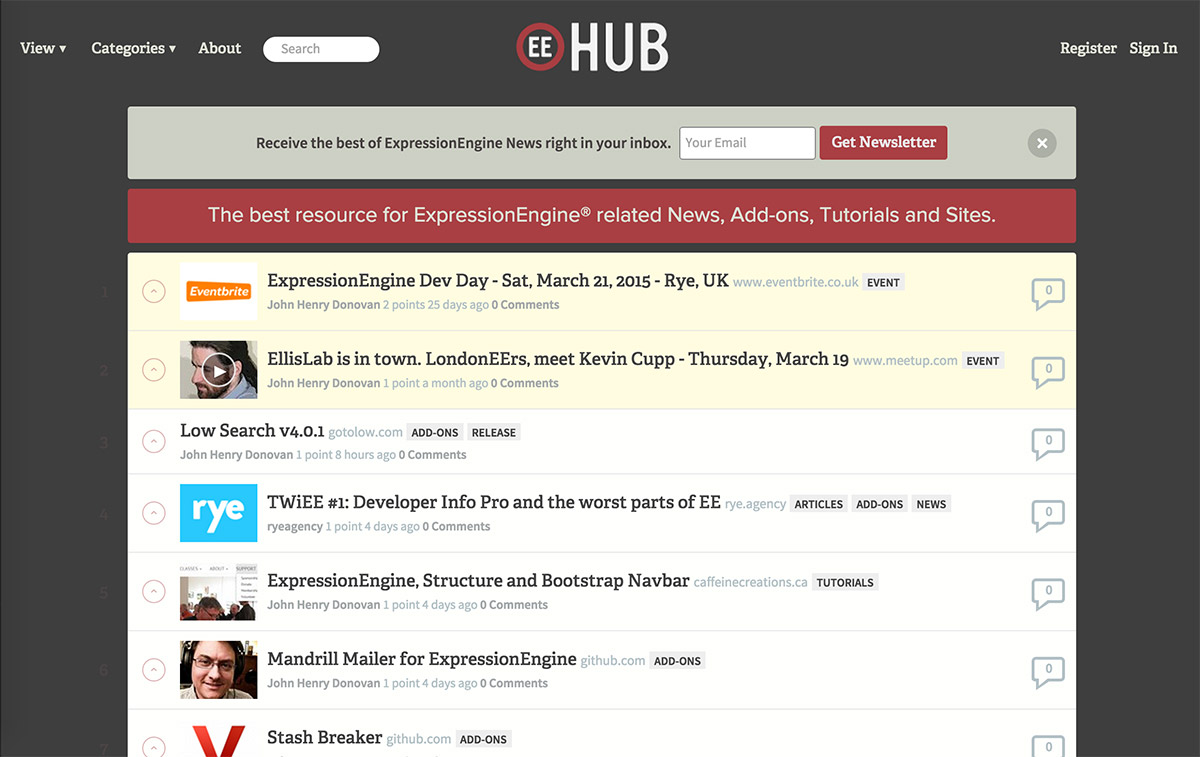 View ▾ Categories ▾ About Search EE HUB Register Sign In
Receive the best of ExpressionEngine News right in your inbox. Your Email Get Newsletter
The best resource for ExpressionEngine® related News, Add-ons, Tutorials and Sites.
1 Eventbrite ExpressionEngine Dev Day - Sat, March 21, 2015 - Rye, UK www.eventbrite.co.uk EVENT 0
John Henry Donovan 2 points 25 days ago 0 Comments
2 EllisLab is in town. LondonEErs, meet Kevin Cupp - Thursday, March 19 www.meetup.com EVENT 0
John Henry Donovan 1 point a month ago 0 Comments
3 Low Search v4.0.1 gotolow.com ADD-ONS RELEASE 0
John Henry Donovan 1 point 8 hours ago 0 Comments
4 rye TWiEE #1: Developer Info Pro and the worst parts of EE rye.agency ARTICLES ADD-ONS NEWS 0
ryeagency 1 point 4 days ago 0 Comments
ABOUT SUPPORT
5 ExpressionEngine, Structure and Bootstrap Navbar caffeinecreations.ca TUTORIALS 0
John Henry Donovan 1 point 4 days ago 0 Comments
6 Mandrill Mailer for ExpressionEngine github.com ADD-ONS 0
John Henry Donovan 1 point 4 days ago 0 Comments
7 Stash Breaker github.com ADD-ONS 0